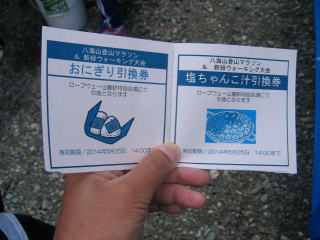 八海山登山マラソン
& 新緑ウォーキング大会
おにぎり引換券
ロープウェー山麓駅特設会場にて
引換となります
有効期限／2014年5月25日 14:00まで
八海山登山マラソン
& 新緑ウォーキング大会
塩ちゃんこ汁引換券
ロープウェー山麓駅特設会場にて
引換となります
有効期限／2014年5月25日 14:00まで